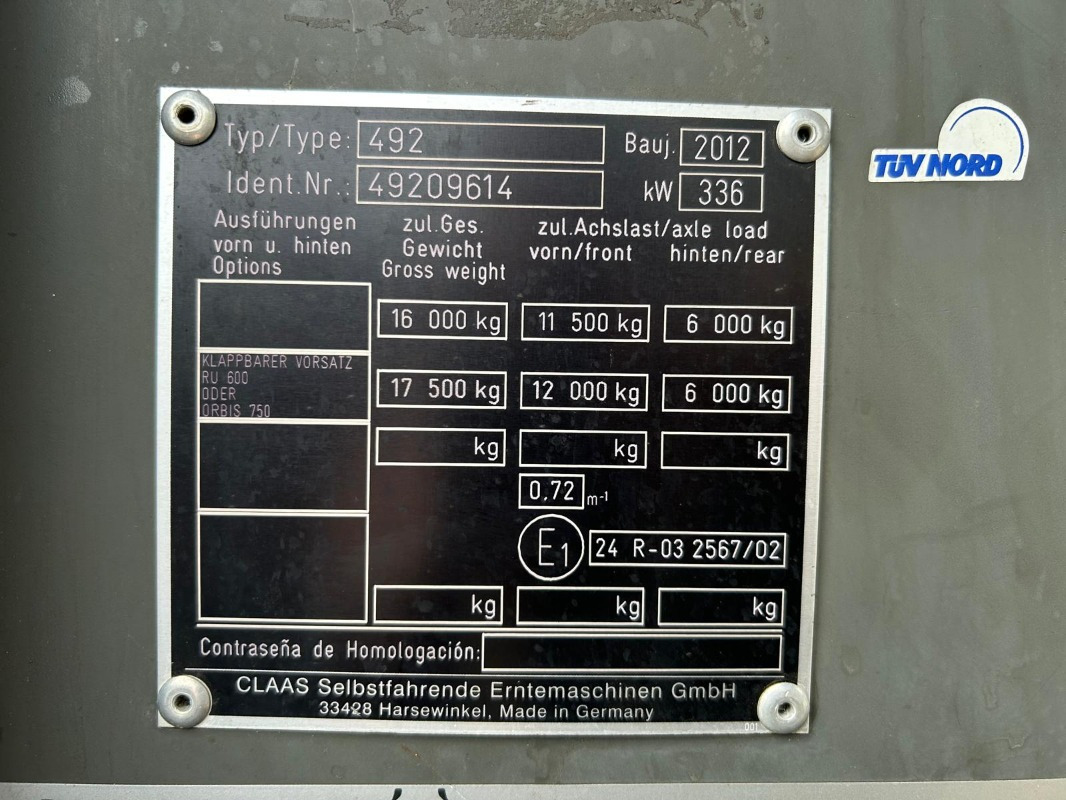 Typ/Type: 492 Bauj. 2012
Ident.Nr.: 49209614 kW 336
TÜV NORD
Ausführungen vorn u. hinten Options
zul.Ges. Gewicht Gross weight
zul.Achslast/axle load
vorn/front hinten/rear
16 000 kg 11 500 kg 6 000 kg
KLAPPBARER VORSATZ
RU 600
ODER
ORBIS 750
17 500 kg 12 000 kg 6 000 kg
kg kg kg
0.72 m-1
E1 24 R-03 2567/02
kg kg kg
Contraseña de Homologación:
CLAAS Selbstfahrende Erntemaschinen GmbH
33428 Harsewinkel, Made in Germany
001